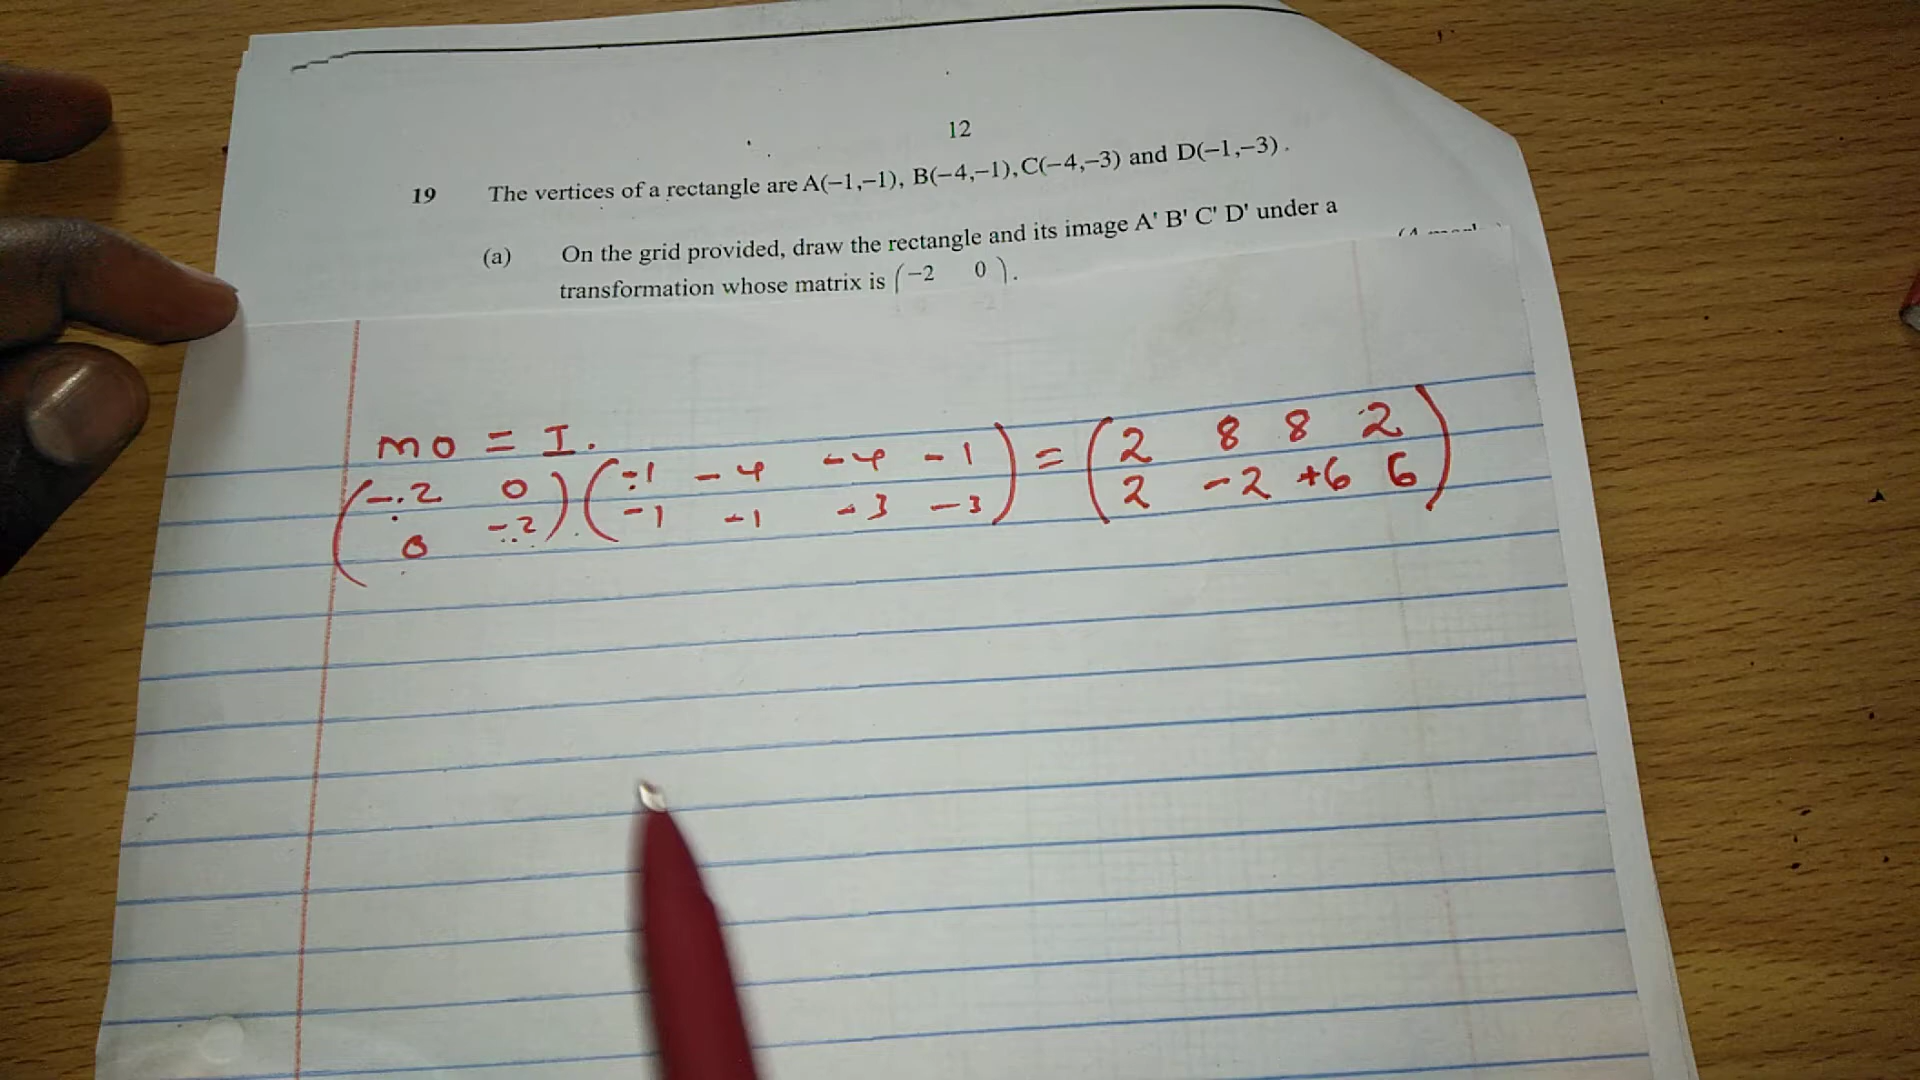 12
19 The vertices of a rectangle are A(−1,−1), B(−4,−1),C(−4,−3) and D(−1,−3).
(a) On the grid provided, draw the rectangle and its image A' B' C' D' under a
transformation whose matrix is (−2 0).
mo = I.
(-2 0) (-1 -4 -4 -1) = (2 8 8 2)
0 -2 -1 -1 -3 -3 2 -2 +6 6